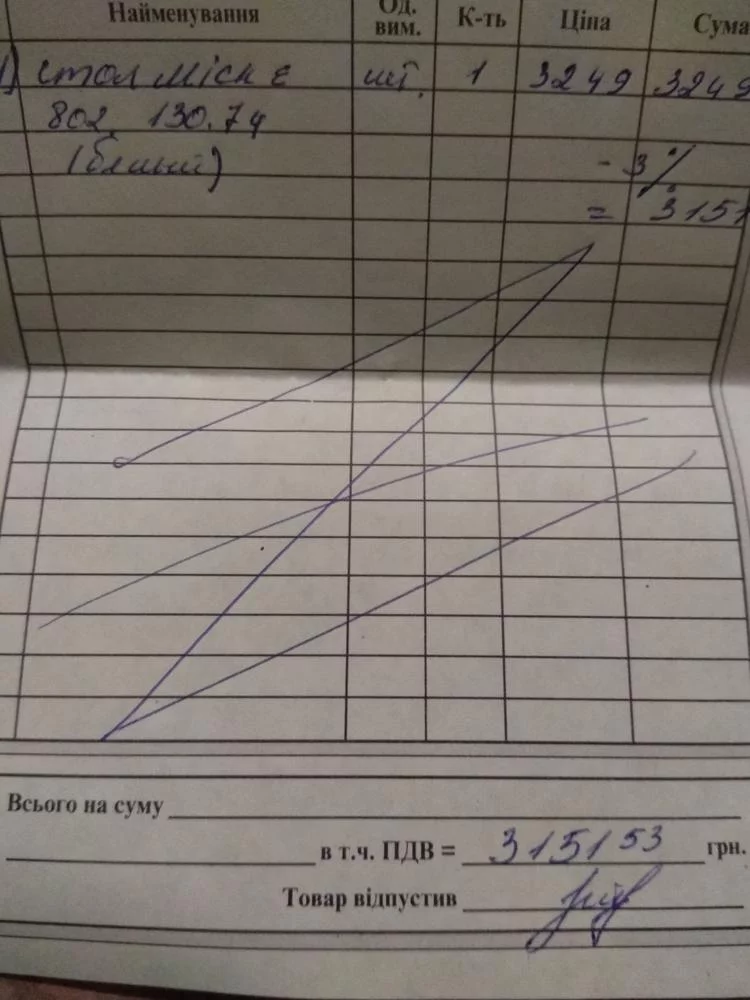 Найменування Од. вим. К-ть Ціна Сума
1) стол міск є шт. 1 3249 3249
802. 130.74
(білый) - 3%
= 3151
Всього на суму
в т.ч. ПДВ = 3151 53 грн.
Товар відпустив